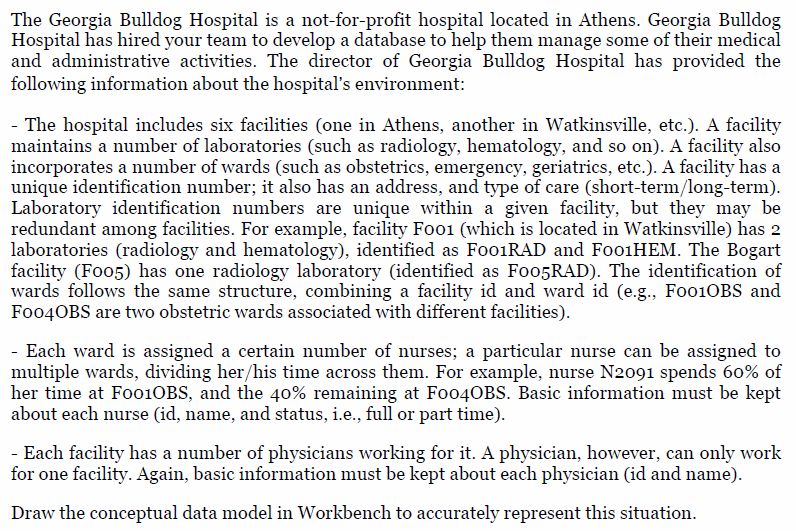 The Georgia Bulldog Hospital is a not-for-profit hospital located in Athens. Georgia Bulldog
Hospital has hired your team to develop a database to help them manage some of their medical
and administrative activities. The director of Georgia Bulldog Hospital has provided the
following information about the hospital's environment:
- The hospital includes six facilities (one in Athens, another in Watkinsville, etc.). A facility
maintains a number of laboratories (such as radiology, hematology, and so on). A facility also
incorporates a number of wards (such as obstetrics, emergency, geriatrics, etc.). A facility has a
unique identification number; it also has an address, and type of care (short-term/long-term).
Laboratory identification numbers are unique within a given facility, but they may be
redundant among facilities. For example, facility F001 (which is located in Watkinsville) has 2
laboratories (radiology and hematology), identified as F001RAD and F001HEM. The Bogart
facility (F005) has one radiology laboratory (identified as F005RAD). The identification of
wards follows the same structure, combining a facility id and ward id (e.g., F001OBS and
F004OBS are two obstetric wards associated with different facilities).
- Each ward is assigned a certain number of nurses; a particular nurse can be assigned to
multiple wards, dividing her/his time across them. For example, nurse N2091 spends 60% of
her time at F001OBS, and the 40% remaining at F004OBS. Basic information must be kept
about each nurse (id, name, and status, i.e., full or part time).
- Each facility has a number of physicians working for it. A physician, however, can only work
for one facility. Again, basic information must be kept about each physician (id and name).
Draw the conceptual data model in Workbench to accurately represent this situation.